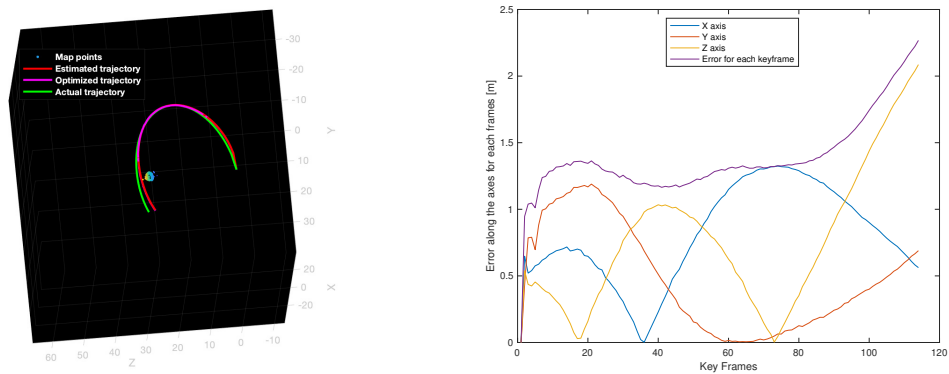 Map points
Estimated trajectory
Optimized trajectory
Actual trajectory
-30
-20
-10
0
10
20
30
Y
20
0
-20
X
60
50
40
30
20
10
0
-10
Z
2.5
2
1.5
1
0.5
0
Error along the axes for each frames [m]
X axis
Y axis
Z axis
Error for each keyframe
0
20
40
60
80
100
120
Key Frames